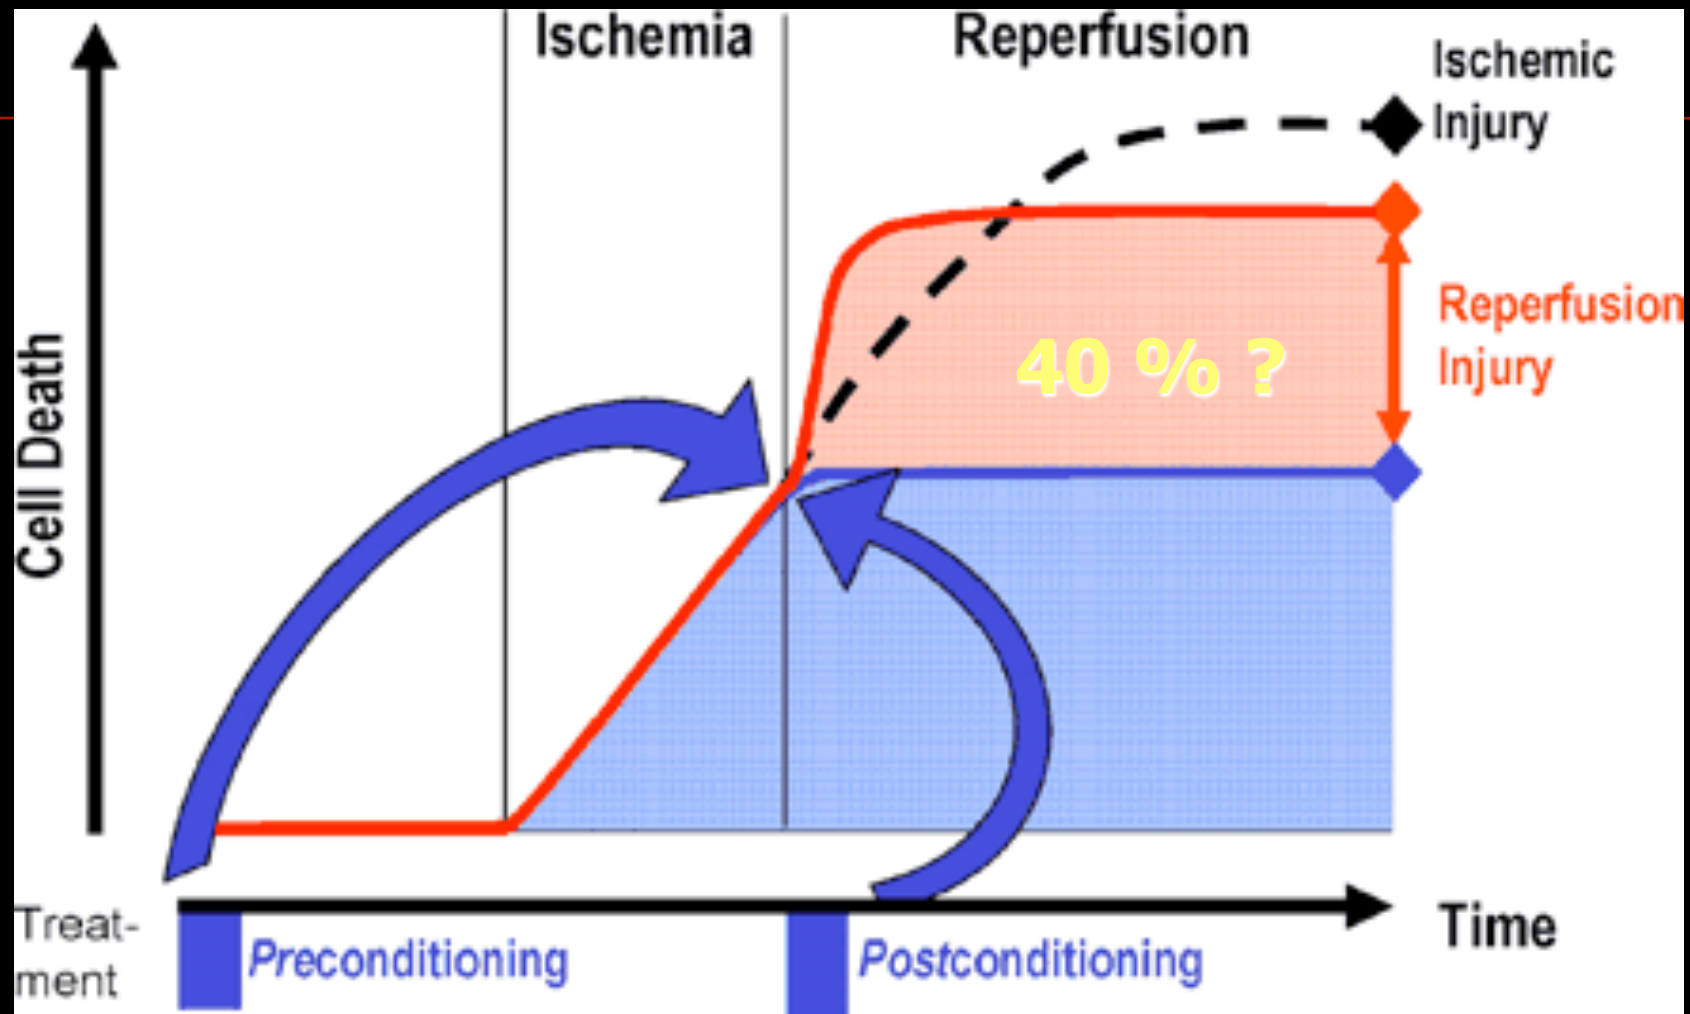 Ischemia
Reperfusion
Ischemic
Injury
Cell Death
40 % ?
Reperfusion
Injury
Treat-
ment
Preconditioning
Postconditioning
Time